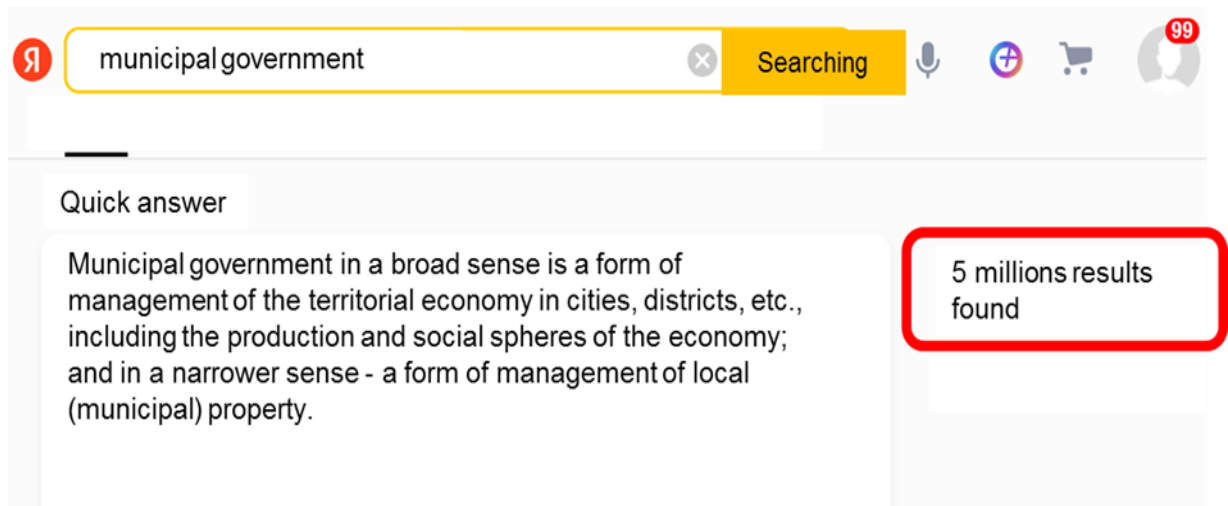 Я municipal government Searching 99
Quick answer
Municipal government in a broad sense is a form of
management of the territorial economy in cities, districts, etc.,
including the production and social spheres of the economy;
and in a narrower sense - a form of management of local
(municipal) property.
5 millions results
found